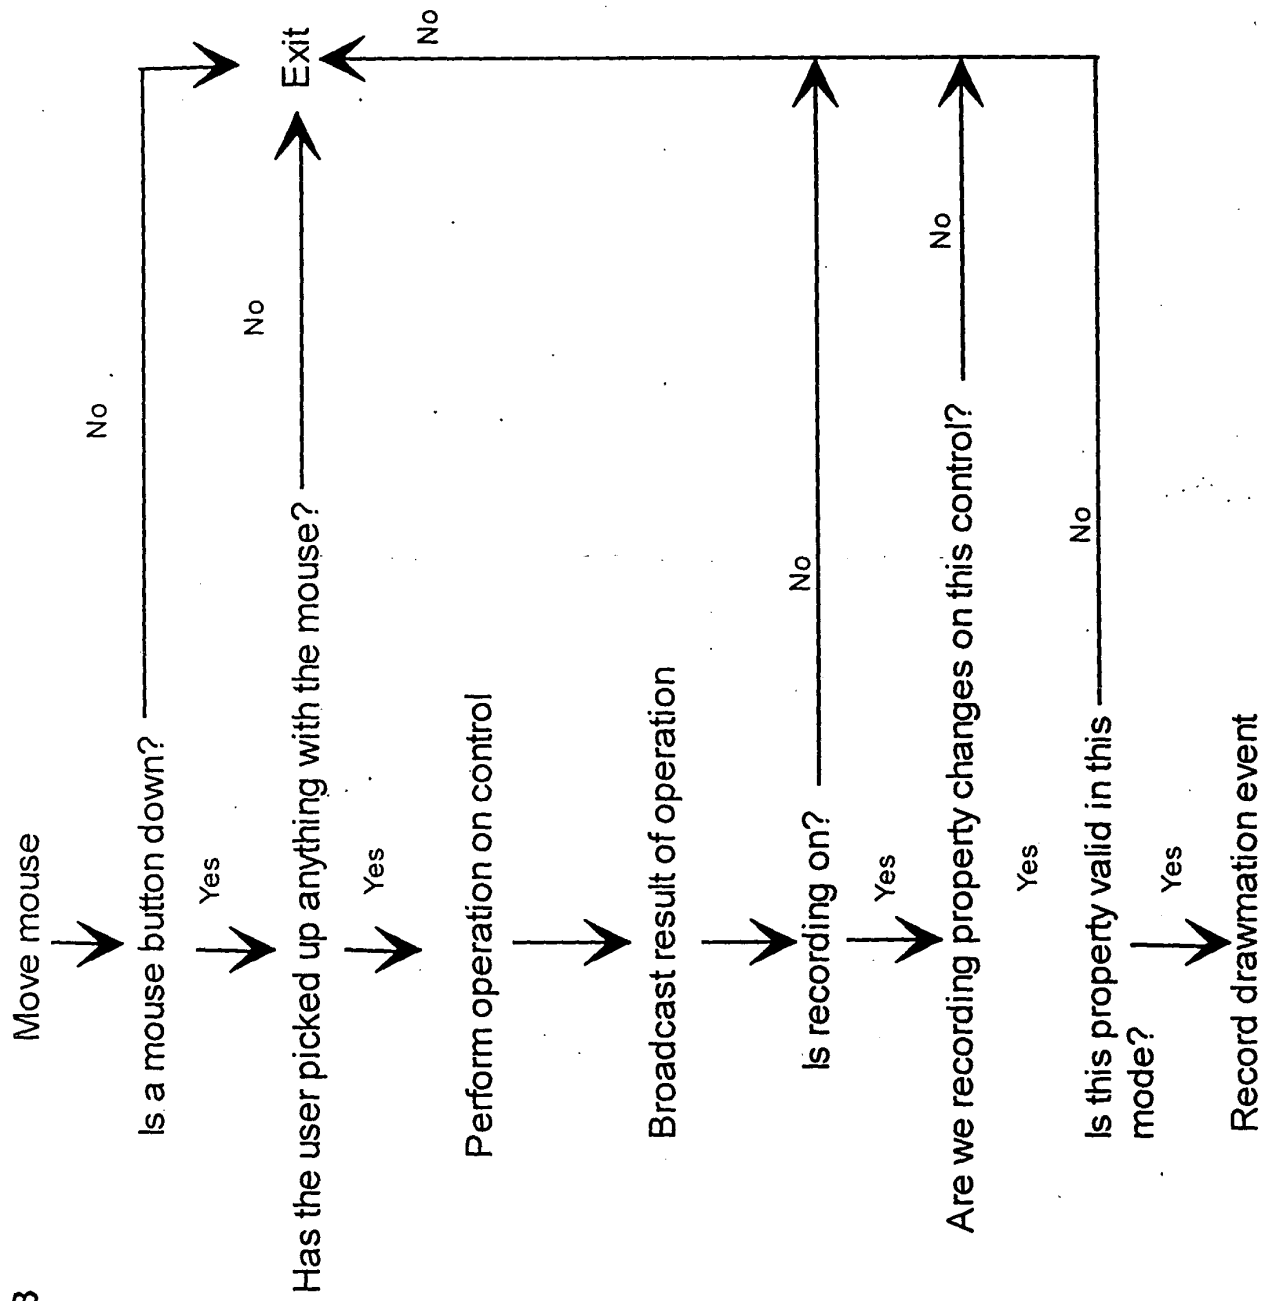 Move mouse
Is a mouse button down?
No
Yes
Has the user picked up anything with the mouse?
No
Exit
No
Yes
Perform operation on control
Broadcast result of operation
Is recording on?
No
Yes
Are we recording property changes on this control?
No
Yes
Is this property valid in this
mode?
No
Yes
Record drawmation event